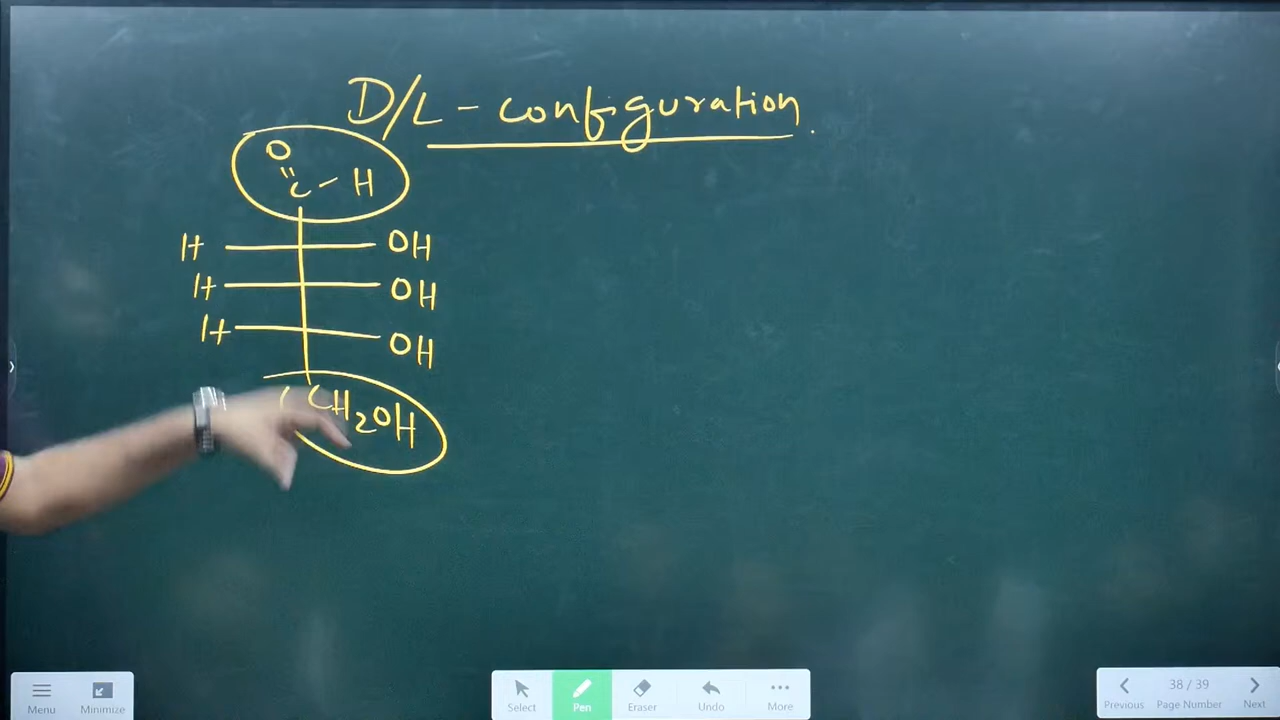 D/L - configuration.
O
"
C - H
H OH
H OH
H OH
CH2OH
Menu Minimize Select Pen Eraser Undo More Previous 38 / 39 Page Number Next